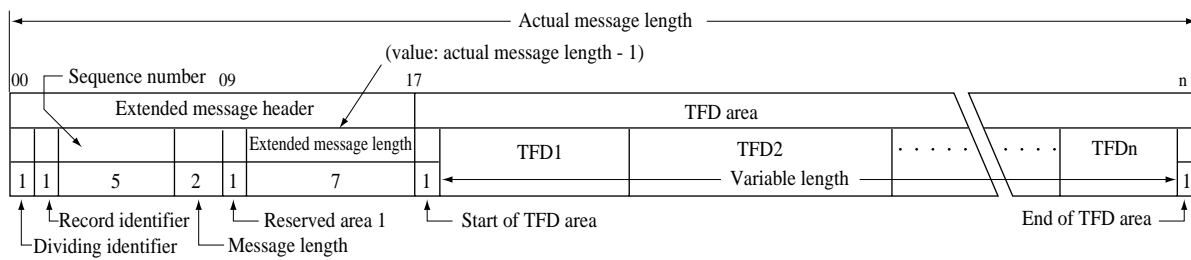 Actual message length
(value: actual message length - 1)
00 Sequence number 09 17 n
Extended message header TFD area
Extended message length TFD1 TFD2 · · · · · · · · · · TFDn
1 1 5 2 1 7 1 Variable length 1
Record identifier Reserved area 1 Start of TFD area End of TFD area
Dividing identifier Message length